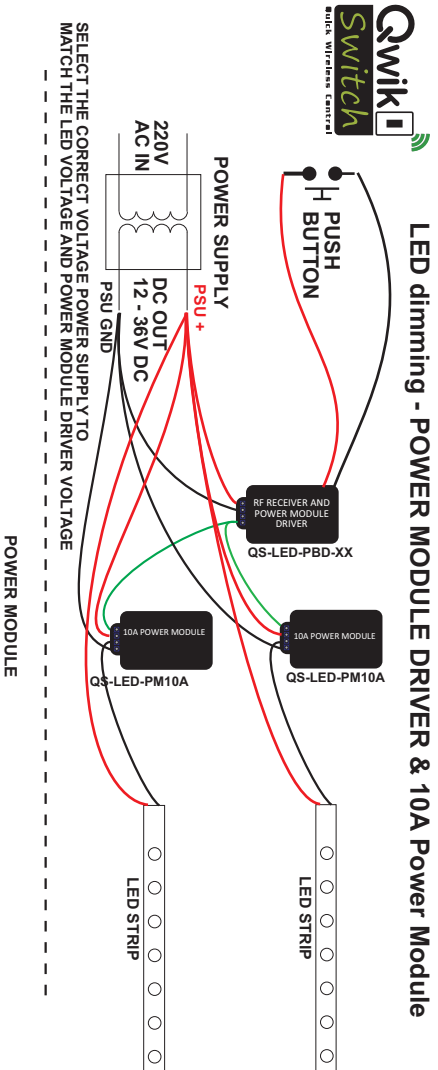 Qwik
Switch
Quick Wireless Control
LED dimming - POWER MODULE DRIVER & 10A Power Module
PUSH
BUTTON
RF RECEIVER AND
POWER MODULE
DRIVER
QS-LED-PBD-XX
10A POWER MODULE
QS-LED-PM10A
LED STRIP
POWER SUPPLY
220V
AC IN
PSU +
DC OUT
12 - 36V DC
PSU GND
10A POWER MODULE
QS-LED-PM10A
LED STRIP
SELECT THE CORRECT VOLTAGE POWER SUPPLY TO
MATCH THE LED VOLTAGE AND POWER MODULE DRIVER VOLTAGE
POWER MODULE